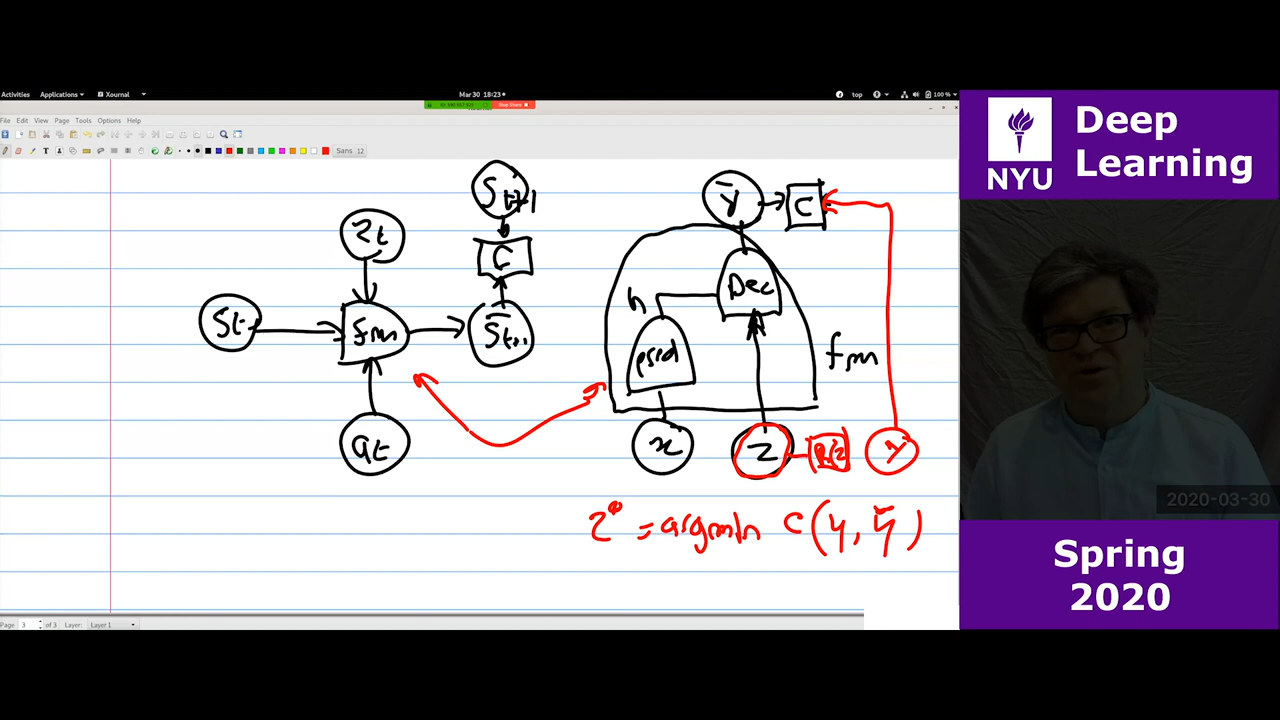 Activities Applications Xournal Mar 30 18:23 top 100 %
File Edit View Page Tools Options Help
Sans 12
St
Zt
at
fm
S̄t+1
C
St+1
ȳ
C
Dec
h
pred
fm
x
z
R(z)
y
z* = argmin C(y, ȳ)
Page 3 of 3 Layer: Layer 1
NYU
Deep
Learning
2020-03-30
Spring
2020